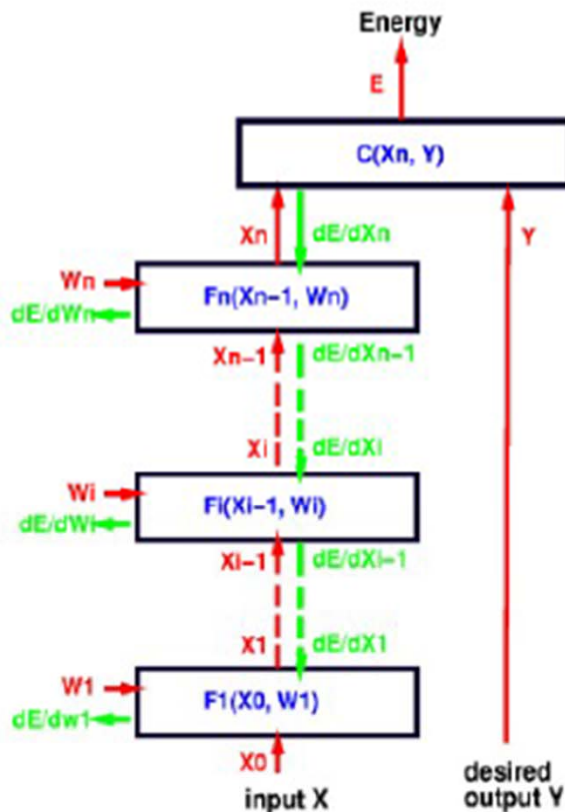 Energy
E
C(Xn, Y)
Xn
dE/dXn
Y
Wn
Fn(Xn-1, Wn)
dE/dWn
Xn-1
dE/dXn-1
Xi
dE/dXi
Wi
Fi(Xi-1, Wi)
dE/dWi
Xi-1
dE/dXi-1
X1
dE/dX1
W1
F1(X0, W1)
dE/dw1
X0
input X
desired
output Y